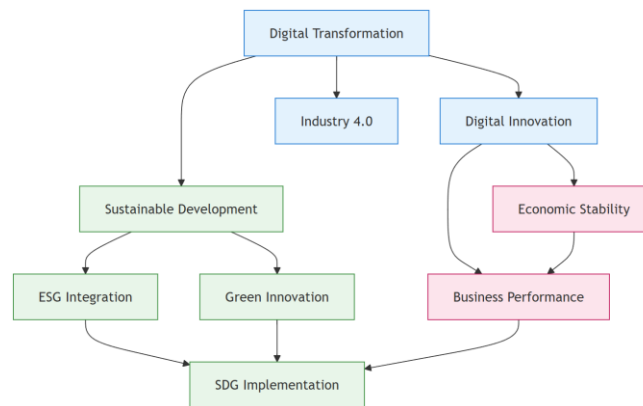 Digital Transformation
Industry 4.0
Digital Innovation
Sustainable Development
Economic Stability
ESG Integration
Green Innovation
Business Performance
SDG Implementation